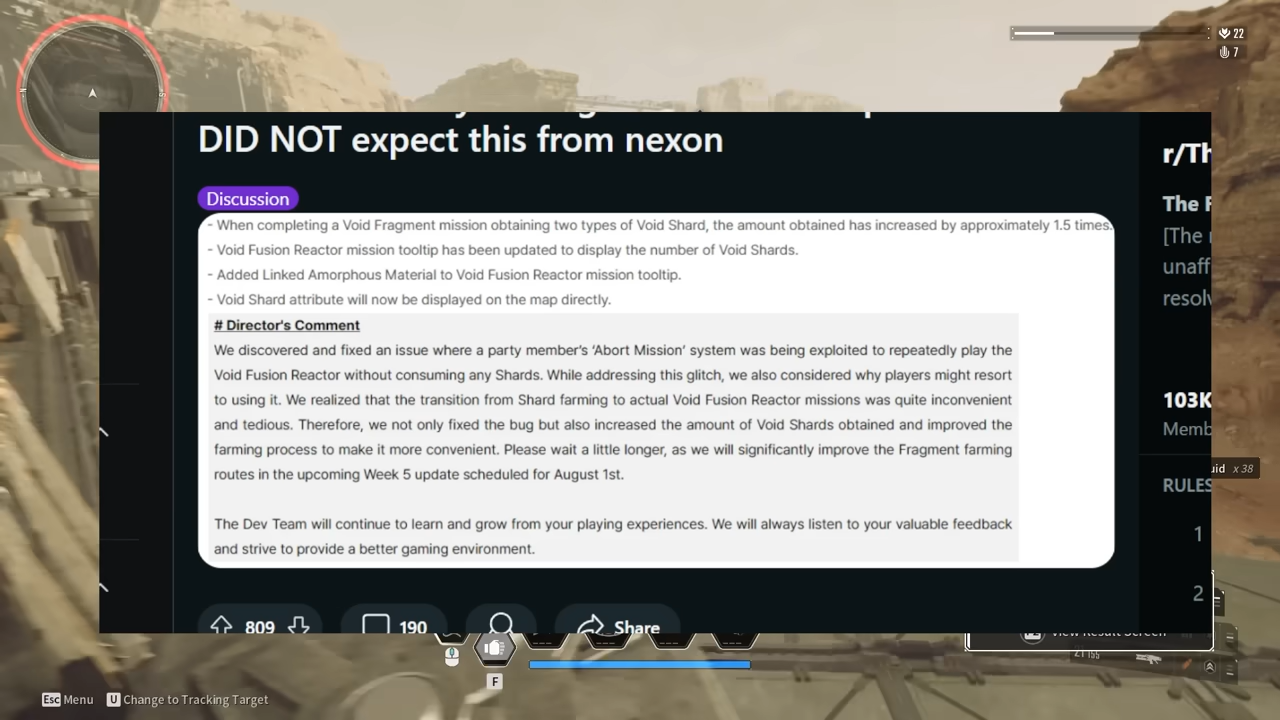 22
7
DID NOT expect this from nexon
Discussion
- When completing a Void Fragment mission obtaining two types of Void Shard, the amount obtained has increased by approximately 1.5 times.
- Void Fusion Reactor mission tooltip has been updated to display the number of Void Shards.
- Added Linked Amorphous Material to Void Fusion Reactor mission tooltip.
- Void Shard attribute will now be displayed on the map directly.
# Director's Comment
We discovered and fixed an issue where a party member's 'Abort Mission' system was being exploited to repeatedly play the
Void Fusion Reactor without consuming any Shards. While addressing this glitch, we also considered why players might resort
to using it. We realized that the transition from Shard farming to actual Void Fusion Reactor missions was quite inconvenient
and tedious. Therefore, we not only fixed the bug but also increased the amount of Void Shards obtained and improved the
farming process to make it more convenient. Please wait a little longer, as we will significantly improve the Fragment farming
routes in the upcoming Week 5 update scheduled for August 1st.
The Dev Team will continue to learn and grow from your playing experiences. We will always listen to your valuable feedback
and strive to provide a better gaming environment.
809
190
Share
r/Th
The F
[The
unaff
resolv
103K
Memb
uid x 38
RULES
1
2
View Result Screen
F
Esc Menu
U Change to Tracking Target